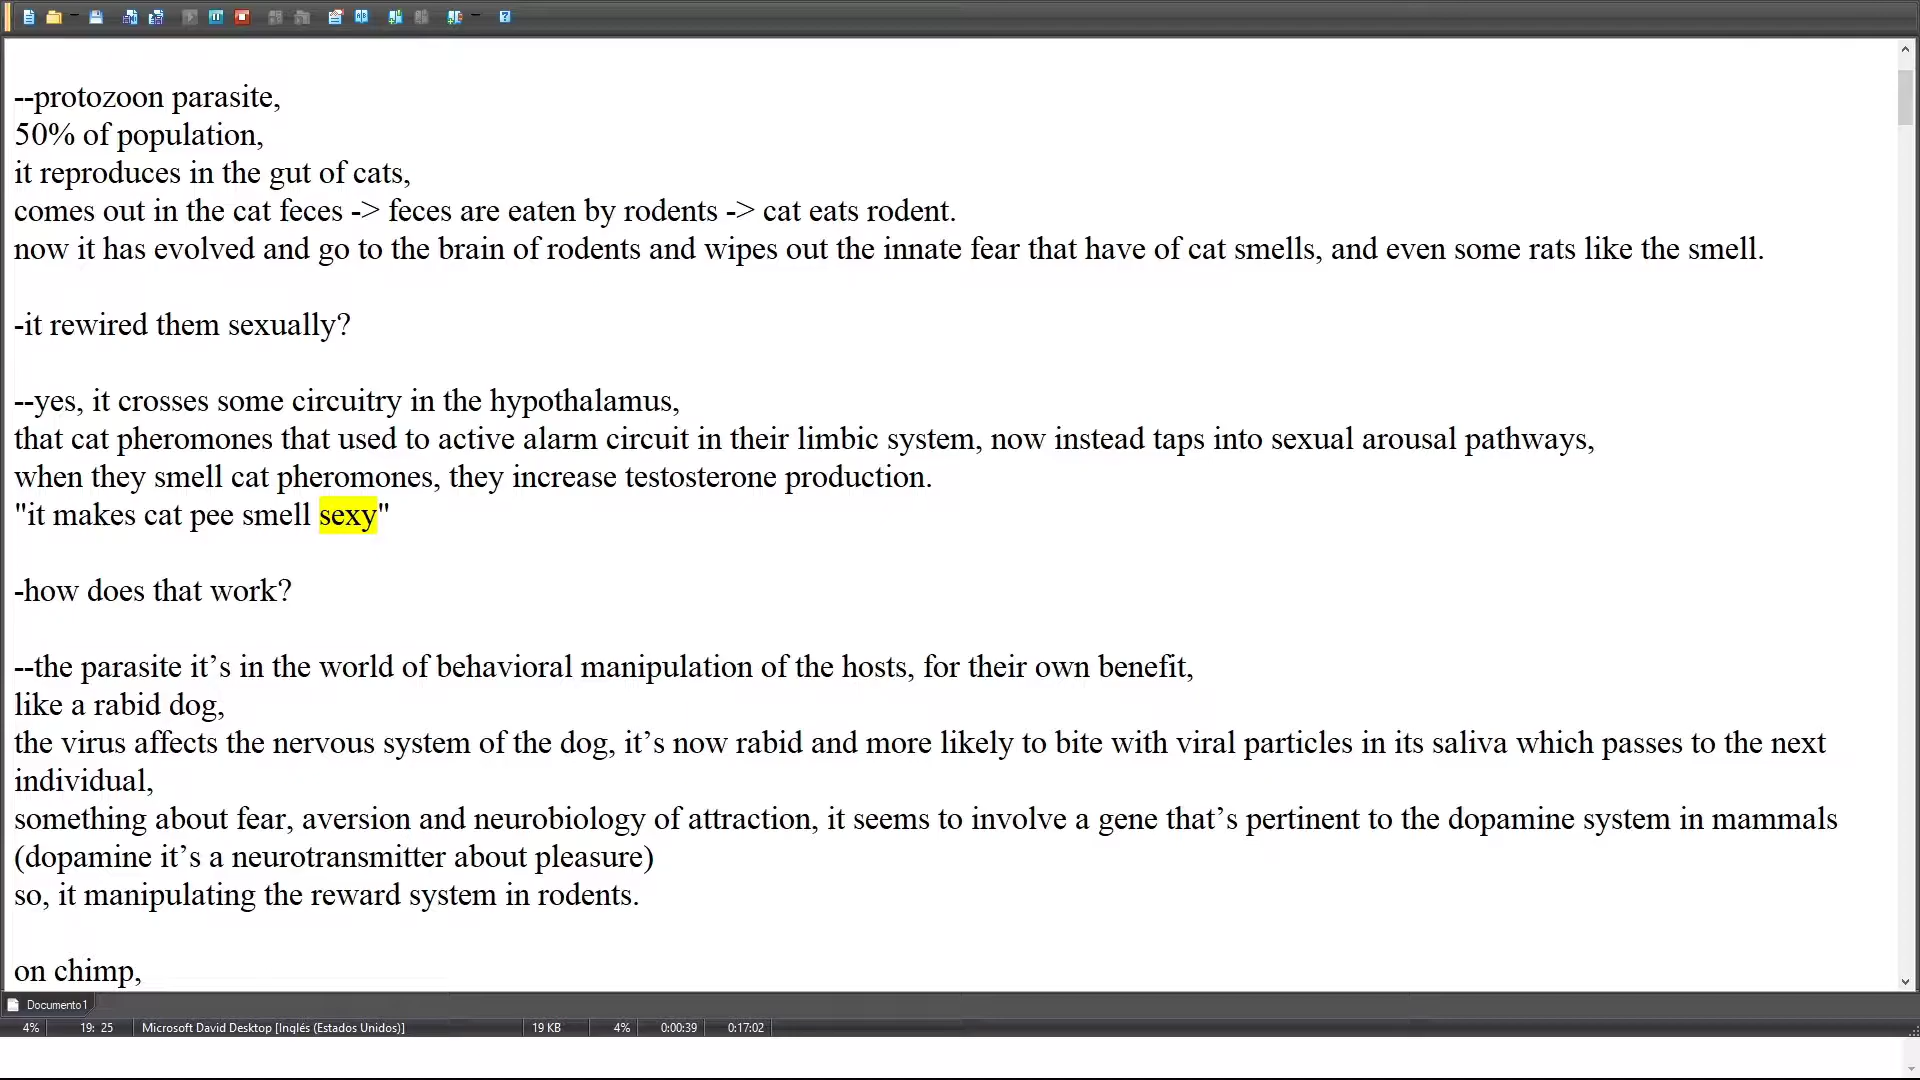 --protozoon parasite,
50% of population,
it reproduces in the gut of cats,
comes out in the cat feces -> feces are eaten by rodents -> cat eats rodent.
now it has evolved and go to the brain of rodents and wipes out the innate fear that have of cat smells, and even some rats like the smell.
-it rewired them sexually?
--yes, it crosses some circuitry in the hypothalamus,
that cat pheromones that used to active alarm circuit in their limbic system, now instead taps into sexual arousal pathways,
when they smell cat pheromones, they increase testosterone production.
"it makes cat pee smell sexy"
-how does that work?
--the parasite it’s in the world of behavioral manipulation of the hosts, for their own benefit,
like a rabid dog,
the virus affects the nervous system of the dog, it’s now rabid and more likely to bite with viral particles in its saliva which passes to the next
individual,
something about fear, aversion and neurobiology of attraction, it seems to involve a gene that’s pertinent to the dopamine system in mammals
(dopamine it’s a neurotransmitter about pleasure)
so, it manipulating the reward system in rodents.
on chimp,
Documento1
4% 19: 25 Microsoft David Desktop [Inglés (Estados Unidos)] 19 KB 4% 0:00:39 0:17:02